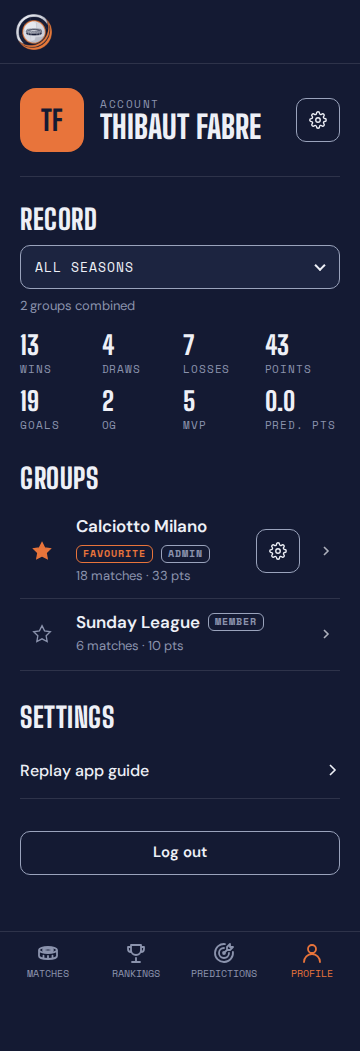 TF
ACCOUNT
THIBAUT FABRE
RECORD
ALL SEASONS
2 groups combined
13 4 7 43
WINS DRAWS LOSSES POINTS
19 2 5 0.0
GOALS OG MVP PRED. PTS
GROUPS
Calciotto Milano
FAVOURITE ADMIN
18 matches · 33 pts
Sunday League MEMBER
6 matches · 10 pts
SETTINGS
Replay app guide
Log out
MATCHES RANKINGS PREDICTIONS PROFILE